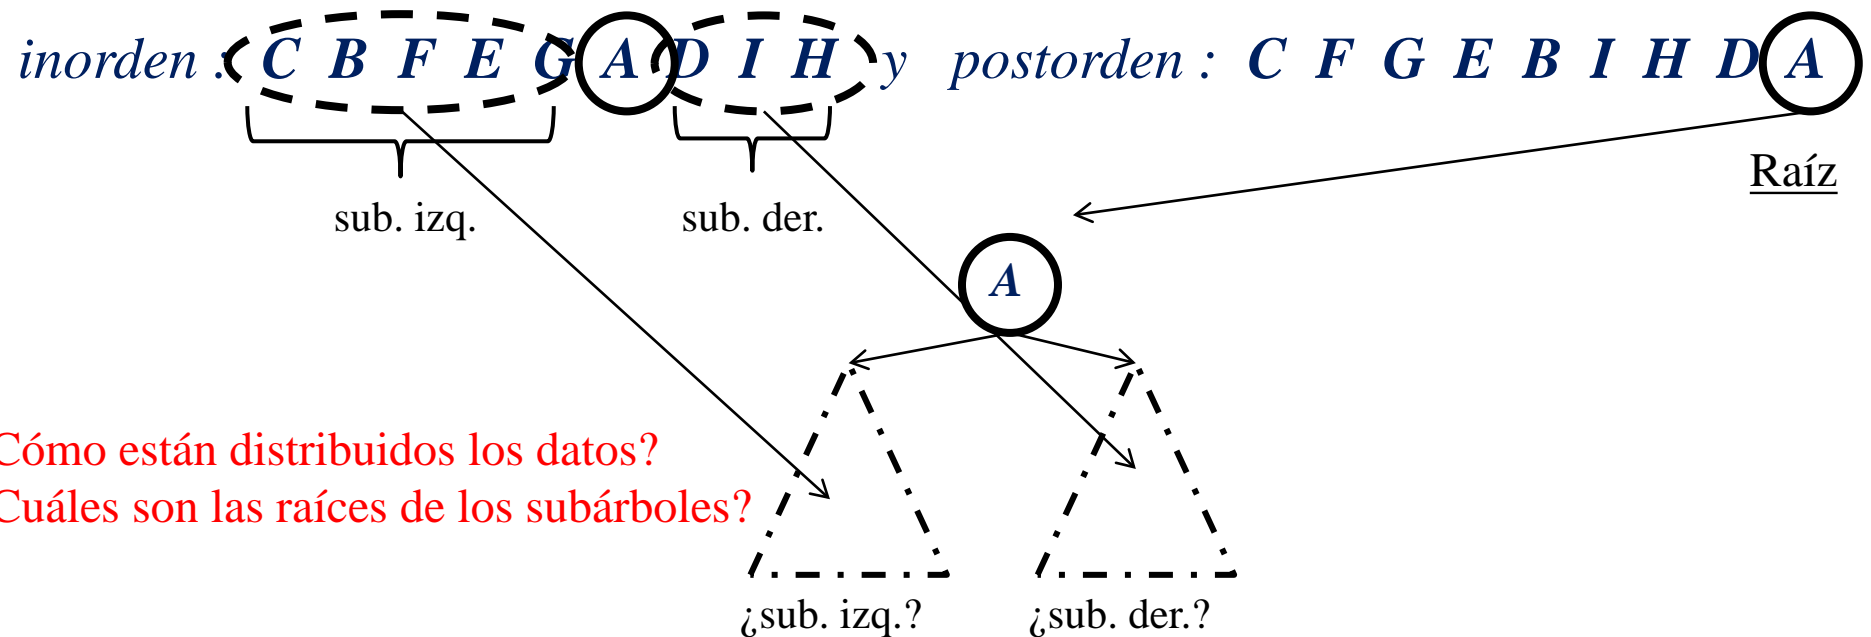 inorden : C B F E G A D I H y postorden : C F G E B I H D A
Raíz
sub. izq. sub. der.
A
Cómo están distribuidos los datos?
Cuáles son las raíces de los subárboles?
¿sub. izq.? ¿sub. der.?